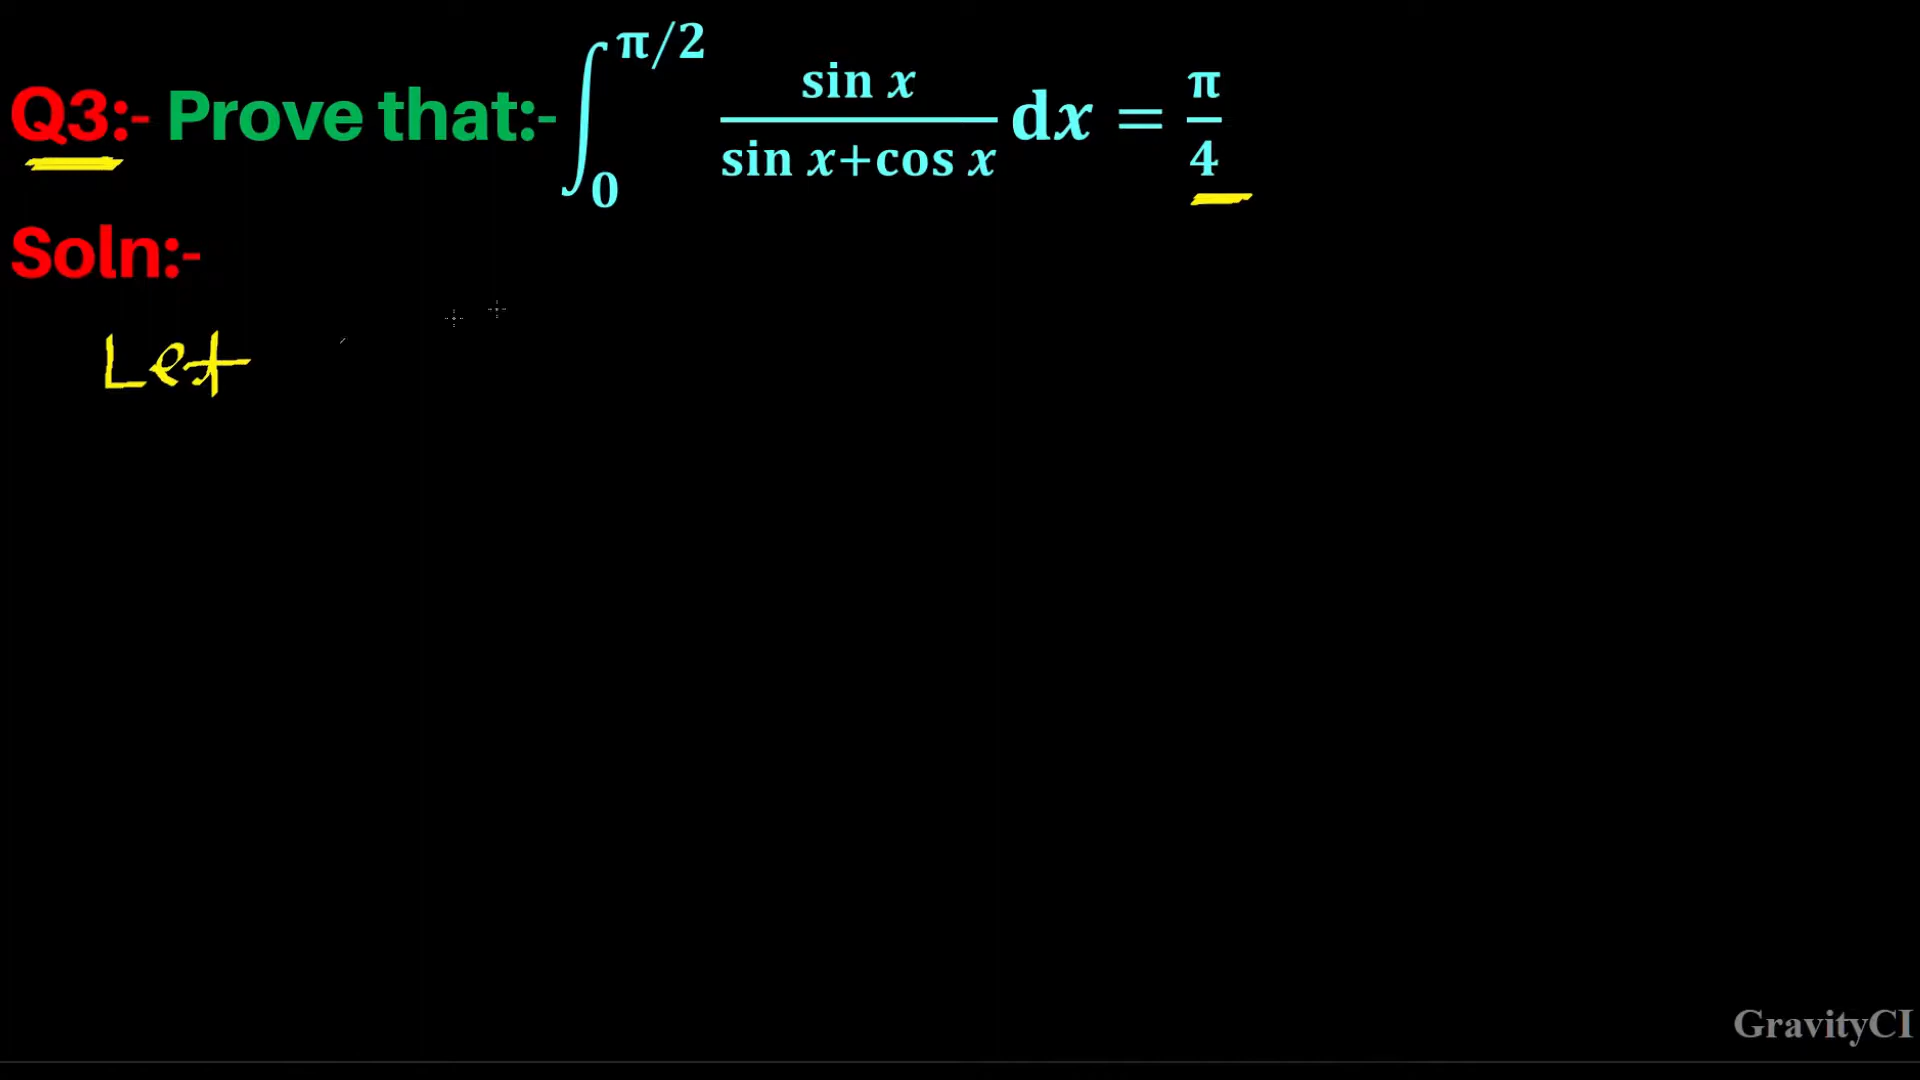 Q3:- Prove that:- ∫₀^{π/2} sin x / (sin x+cos x) dx = π/4
Soln:-
Let
GravityCI